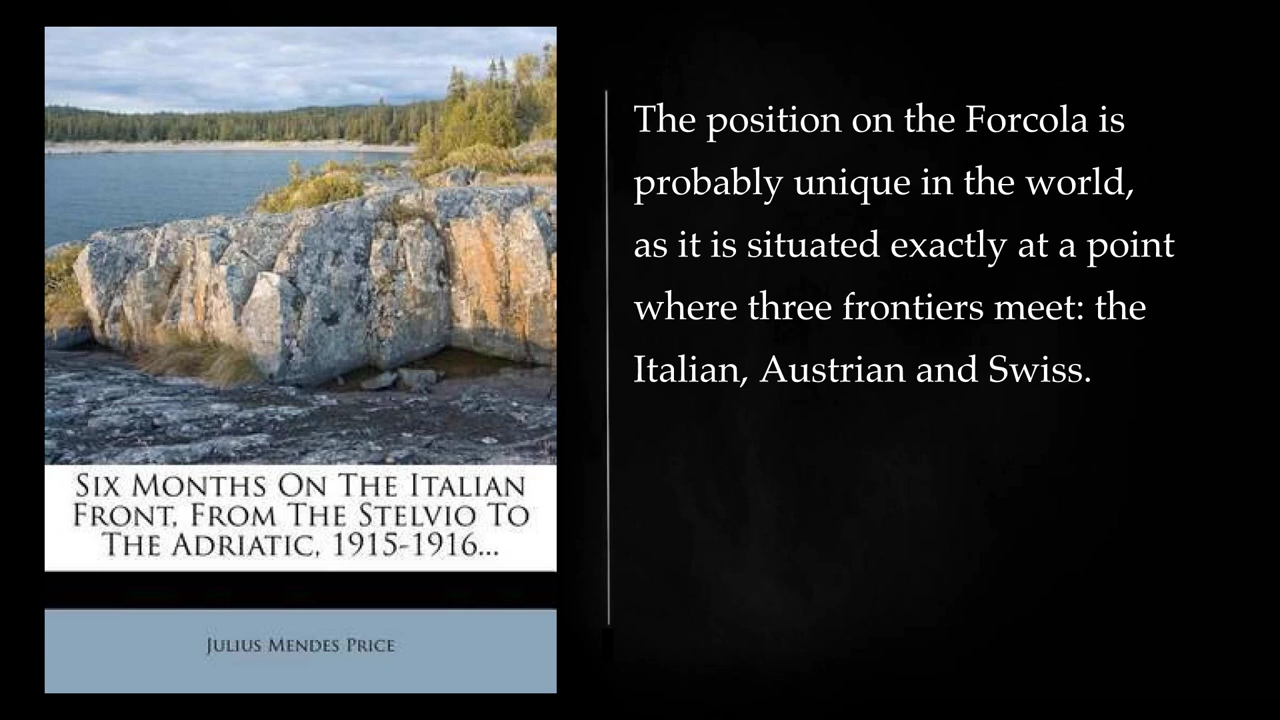 SIX MONTHS ON THE ITALIAN
FRONT, FROM THE STELVIO TO
THE ADRIATIC, 1915-1916...
JULIUS MENDES PRICE
The position on the Forcola is
probably unique in the world,
as it is situated exactly at a point
where three frontiers meet: the
Italian, Austrian and Swiss.